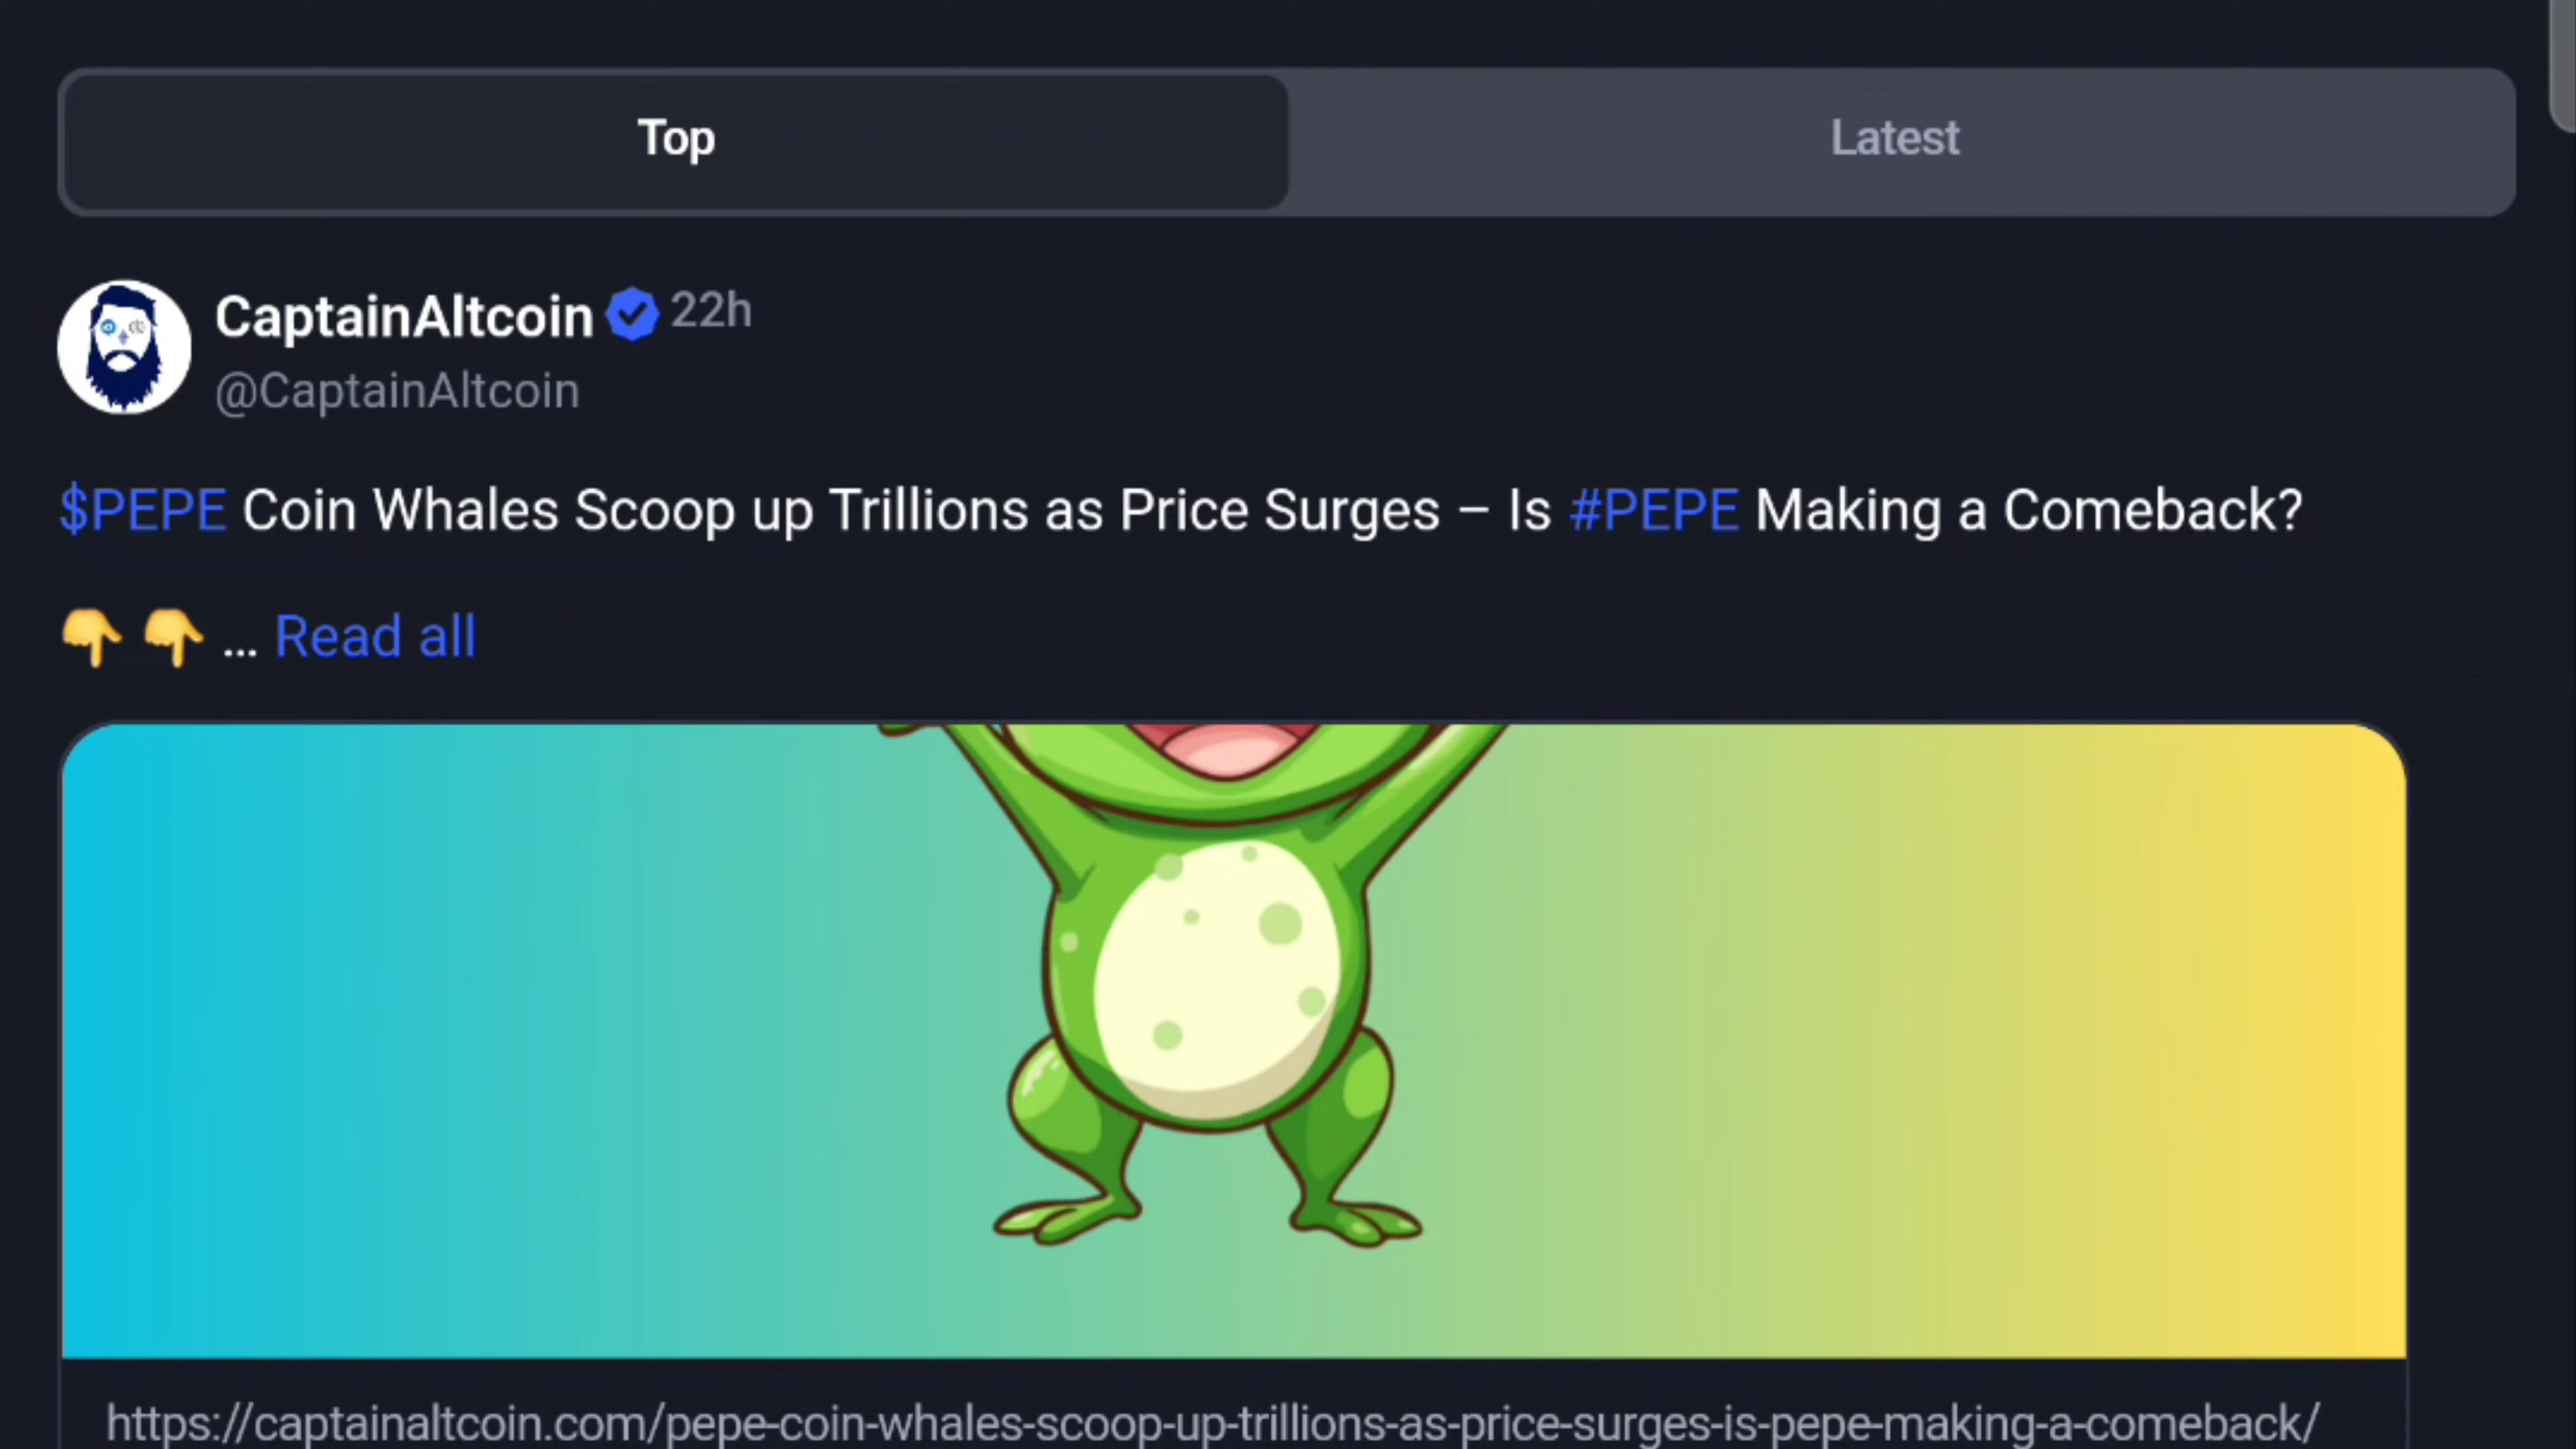 Top
Latest
CaptainAltcoin 22h
@CaptainAltcoin
$PEPE Coin Whales Scoop up Trillions as Price Surges – Is #PEPE Making a Comeback?
👇 👇 ... Read all
https://captainaltcoin.com/pepe-coin-whales-scoop-up-trillions-as-price-surges-is-pepe-making-a-comeback/